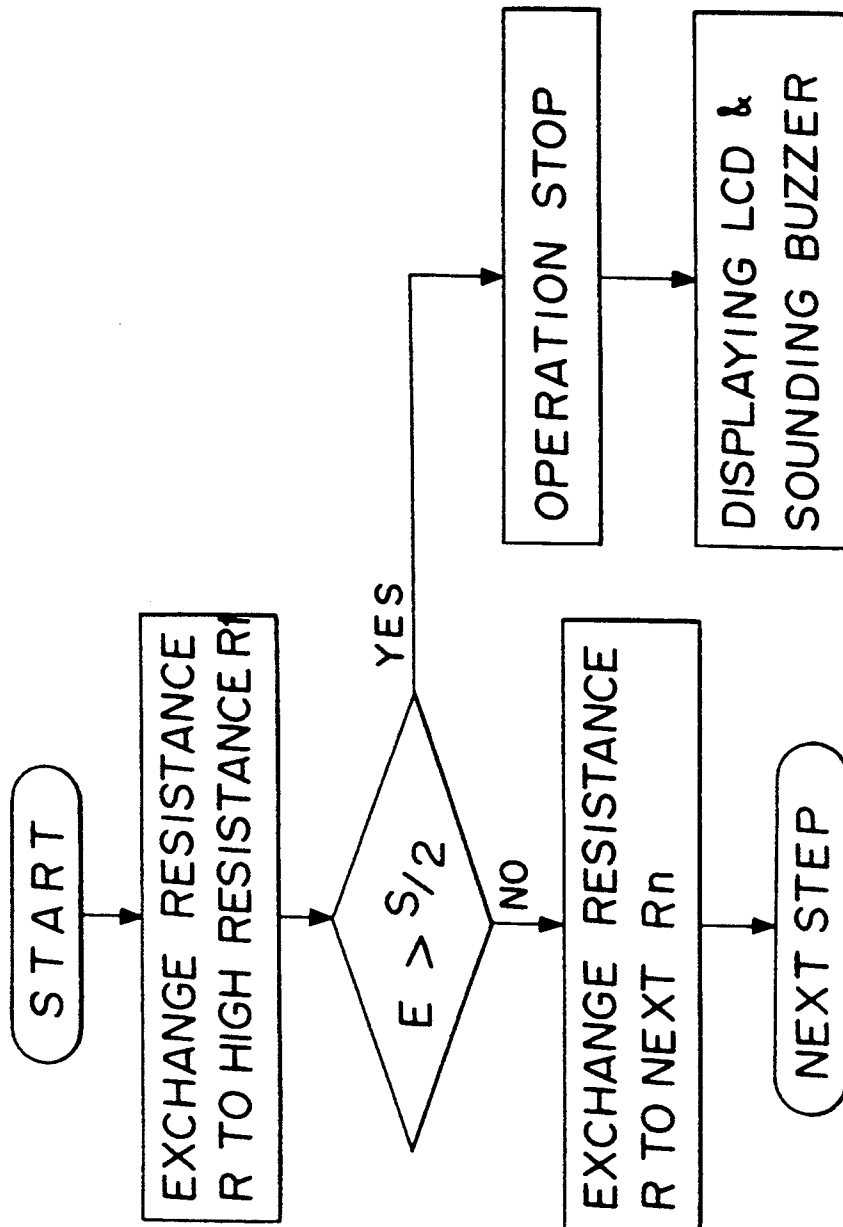 START
EXCHANGE RESISTANCE
R TO HIGH RESISTANCE R1
E > S/2
YES
NO
OPERATION STOP
DISPLAYING LCD &
SOUNDING BUZZER
EXCHANGE RESISTANCE
R TO NEXT Rn
NEXT STEP